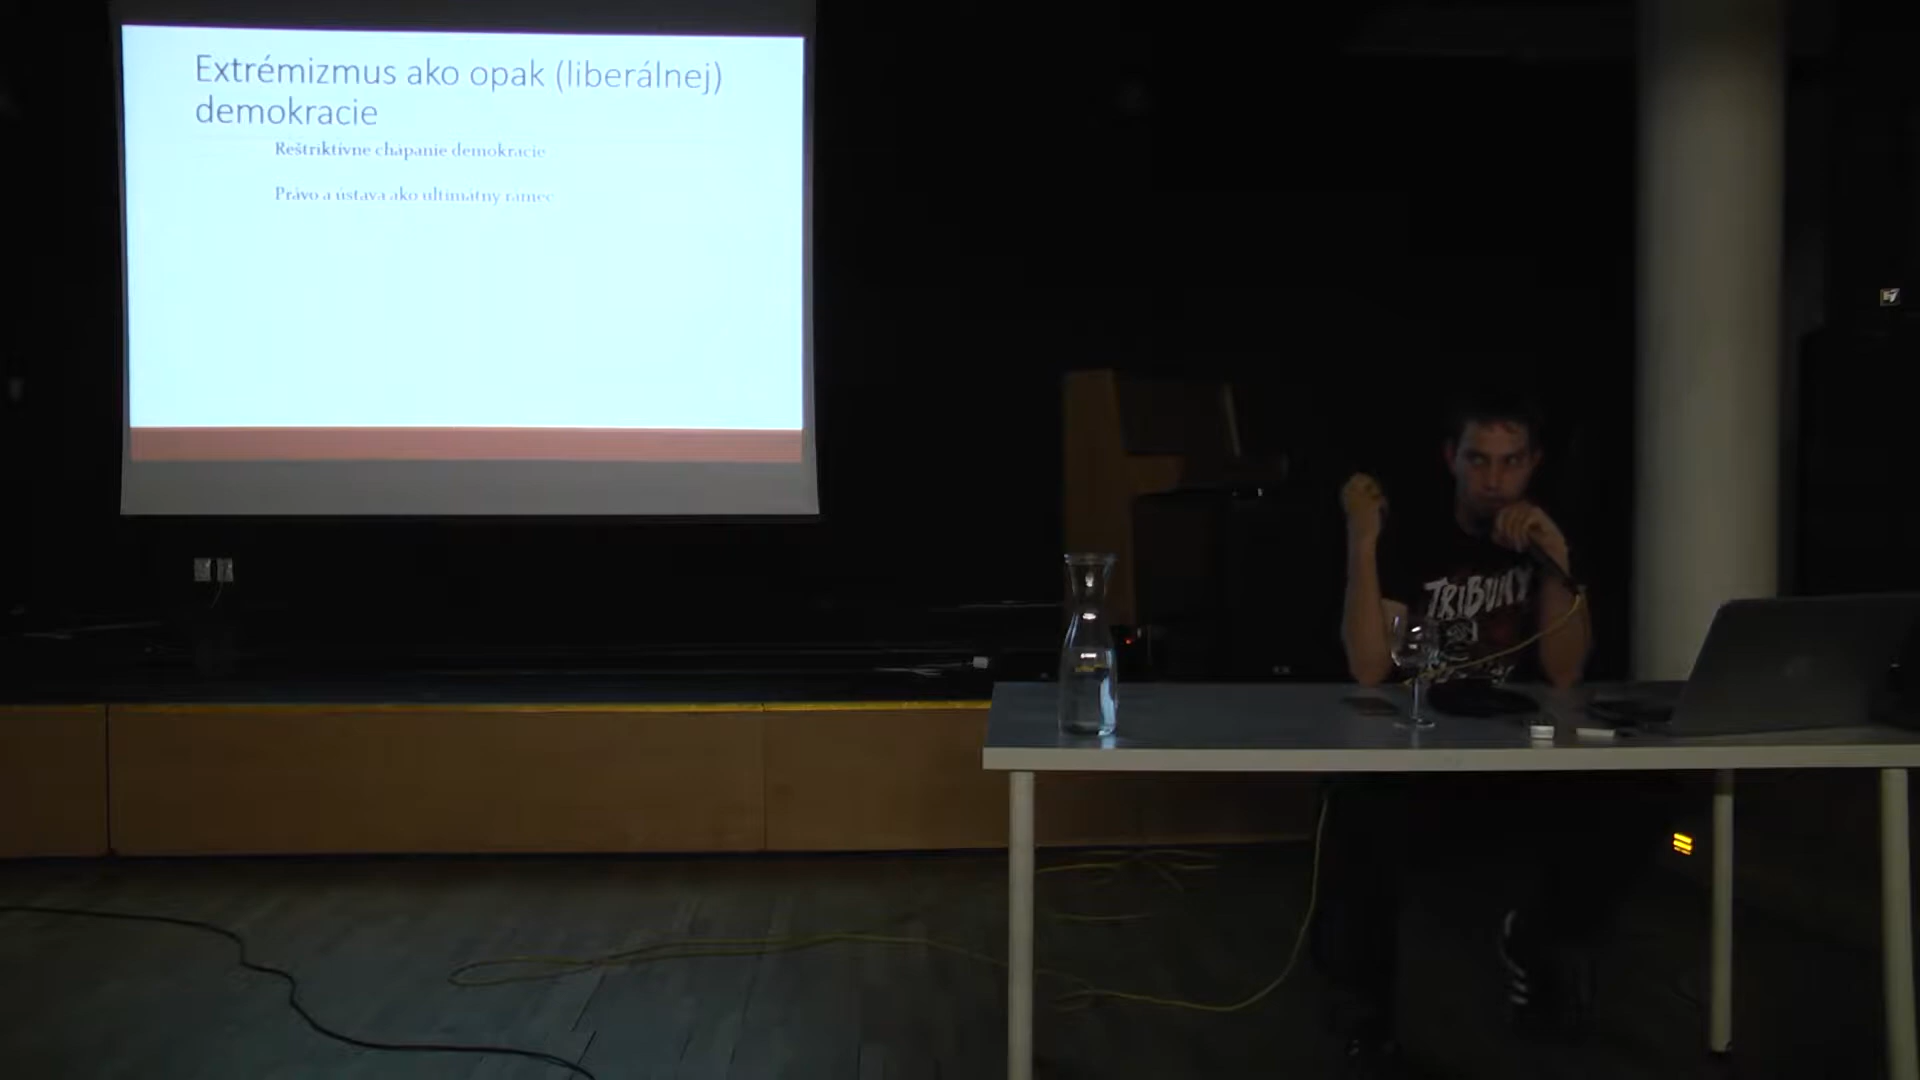 Extrémizmus ako opak (liberálnej)
demokracie
Reštriktívne chápanie demokracie
Právo a ústava ako ultimátny rámec
TRIBUNY